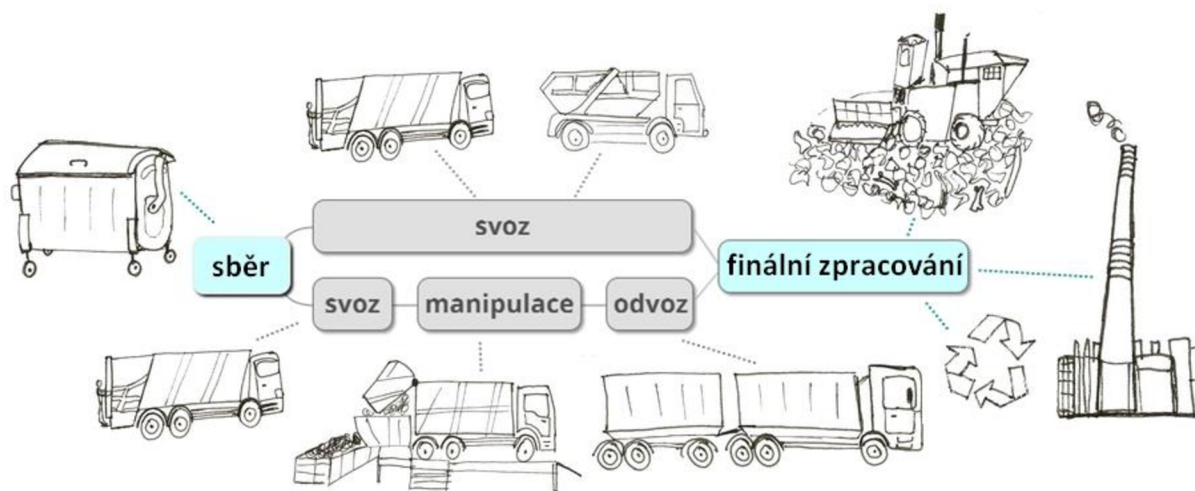 svoz
sběr
finální zpracování
svoz
manipulace
odvoz